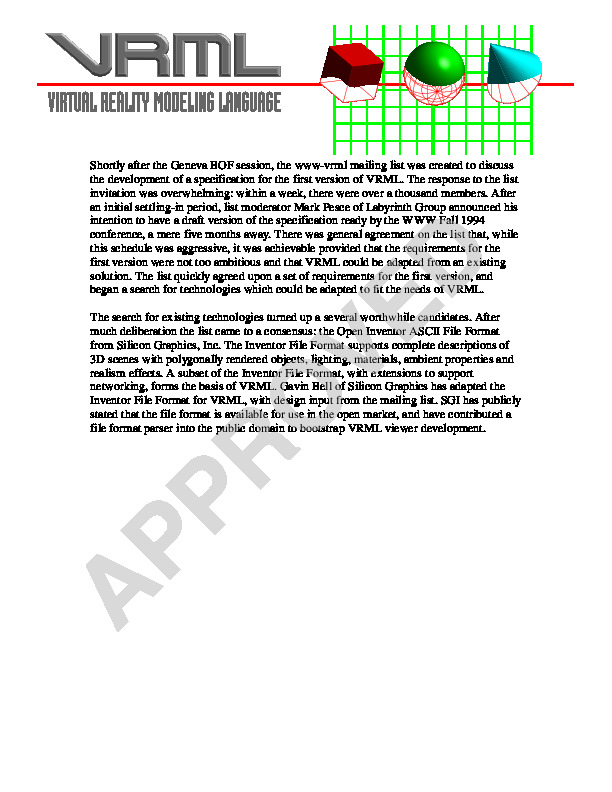 VRML
VIRTUAL REALITY MODELING LANGUAGE
Shortly after the Geneva BOF session, the www-vrml mailing list was created to discuss
the development of a specification for the first version of VRML. The response to the list
invitation was overwhelming: within a week, there were over a thousand members. After
an initial settling-in period, list moderator Mark Pesce of Labyrinth Group announced his
intention to have a draft version of the specification ready by the WWW Fall 1994
conference, a mere five months away. There was general agreement on the list that, while
this schedule was aggressive, it was achievable provided that the requirements for the
first version were not too ambitious and that VRML could be adapted from an existing
solution. The list quickly agreed upon a set of requirements for the first version, and
began a search for technologies which could be adapted to fit the needs of VRML.
The search for existing technologies turned up a several worthwhile candidates. After
much deliberation the list came to a consensus: the Open Inventor ASCII File Format
from Silicon Graphics, Inc. The Inventor File Format supports complete descriptions of
3D scenes with polygonally rendered objects, lighting, materials, ambient properties and
realism effects. A subset of the Inventor File Format, with extensions to support
networking, forms the basis of VRML. Gavin Bell of Silicon Graphics has adapted the
Inventor File Format for VRML, with design input from the mailing list. SGI has publicly
stated that the file format is available for use in the open market, and have contributed a
file format parser into the public domain to bootstrap VRML viewer development.
APPROVED